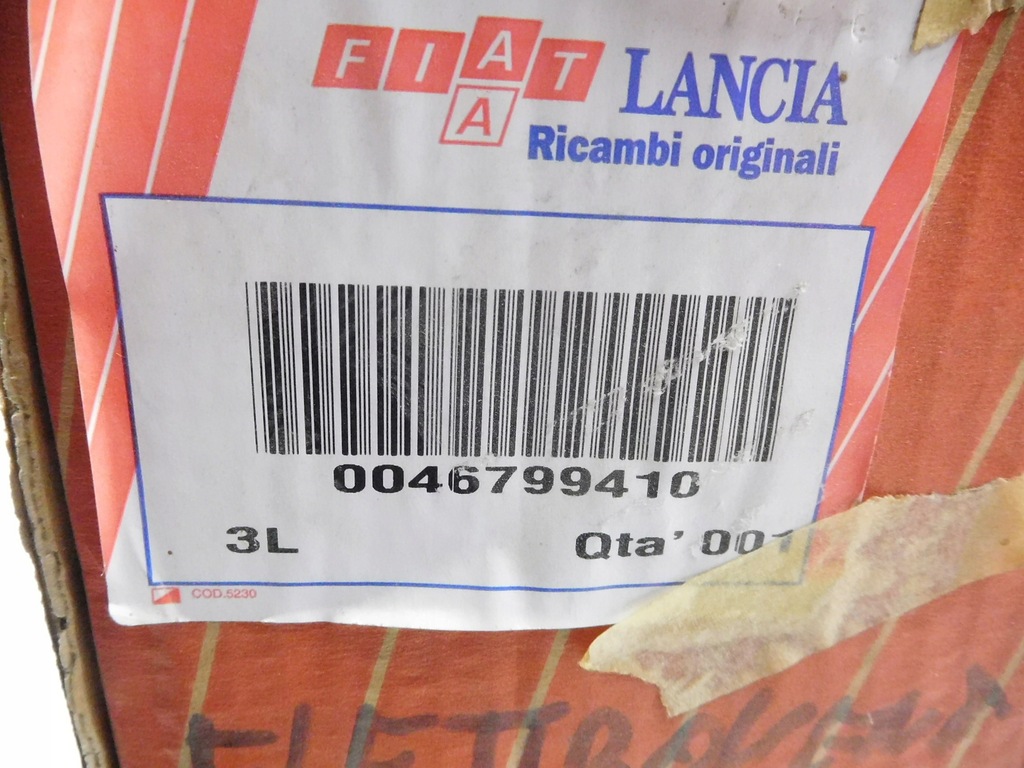 FIAT LANCIA
A
Ricambi originali
0046799410
3L Qta' 001
COD.5230